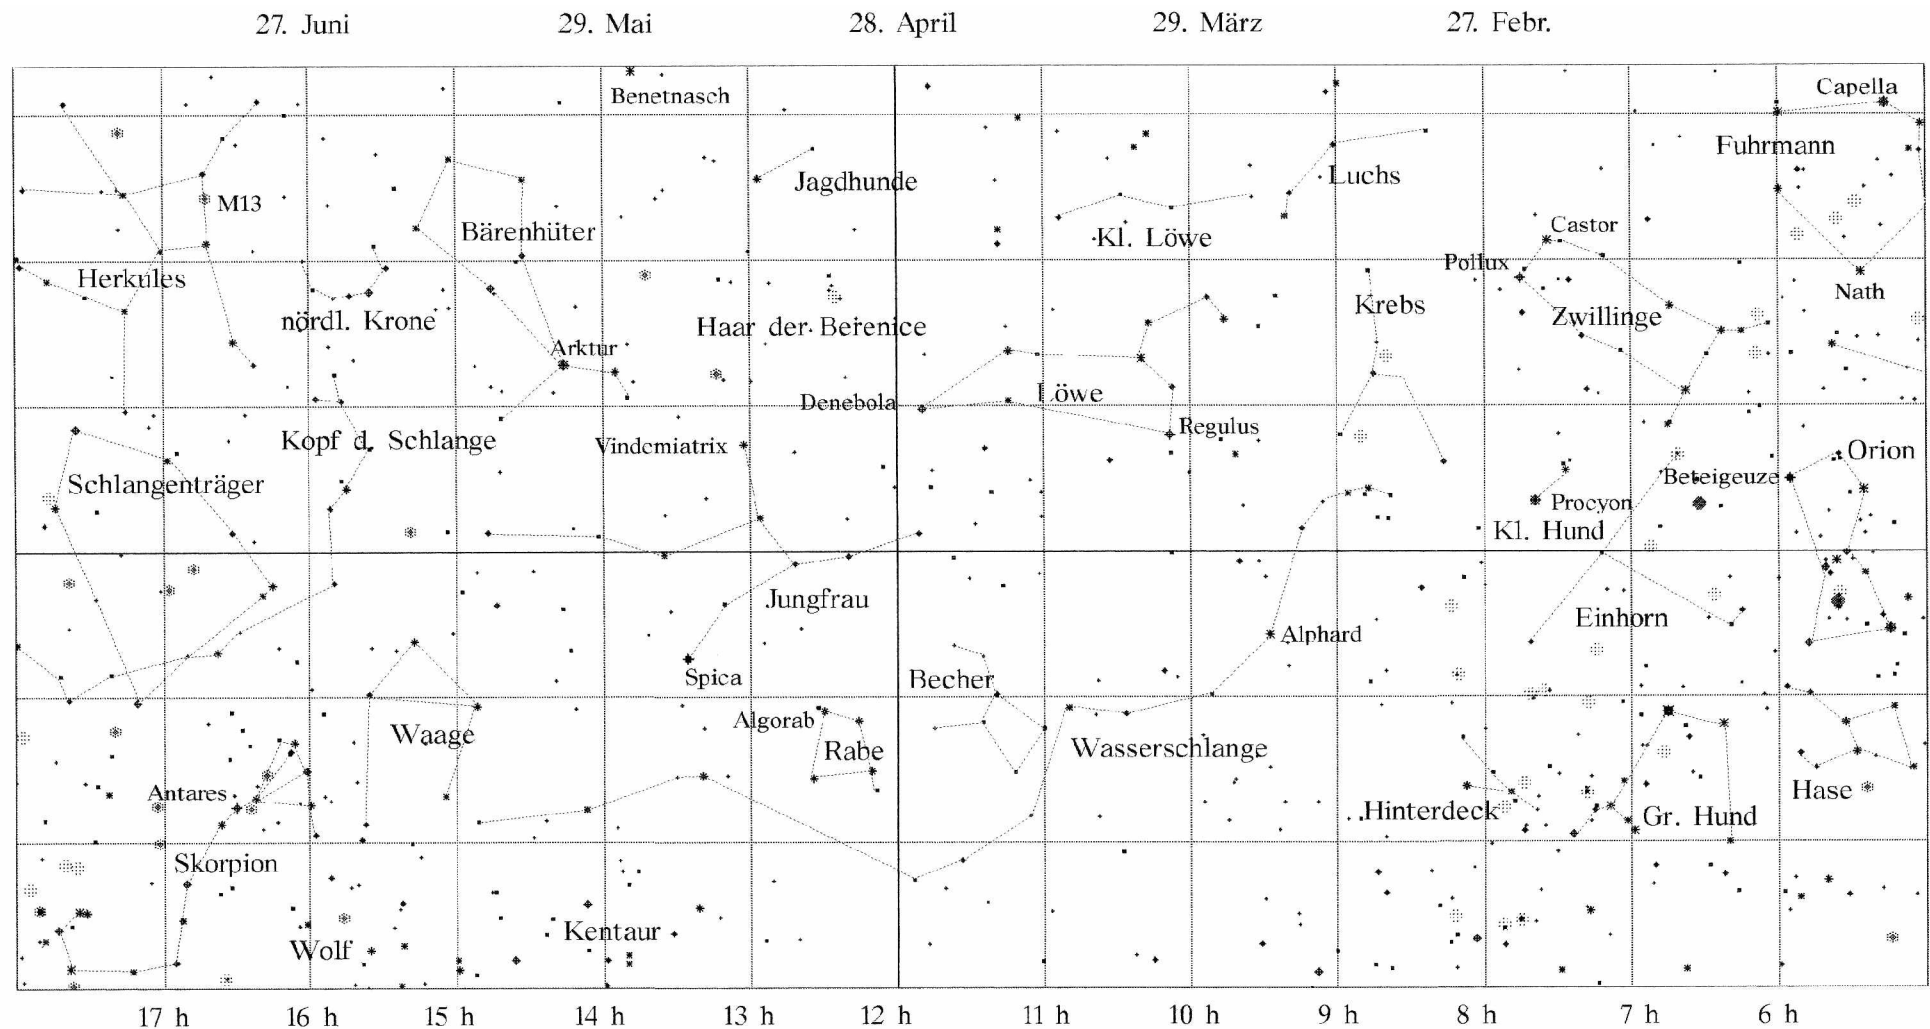 27. Juni 29. Mai 28. April 29. März 27. Febr.
Benetnasch
Capella
Fuhrmann
Jagdhunde
Luchs
M13
Bärenhüter
Kl. Löwe
Castor
Pollux
Herkules
Nath
nördl. Krone
Haar der Berenice
Krebs
Zwillinge
Arktur
Denebola
Löwe
Regulus
Kopf d. Schlange
Vindemiatrix
Orion
Schlangenträger
Beteigeuze
Procyon
Kl. Hund
Jungfrau
Einhorn
Alphard
Spica
Becher
Algorab
Waage
Rabe
Wasserschlange
Antares
Hinterdeck
Gr. Hund
Hase
Skorpion
Wolf
Kentaur
17 h 16 h 15 h 14 h 13 h 12 h 11 h 10 h 9 h 8 h 7 h 6 h